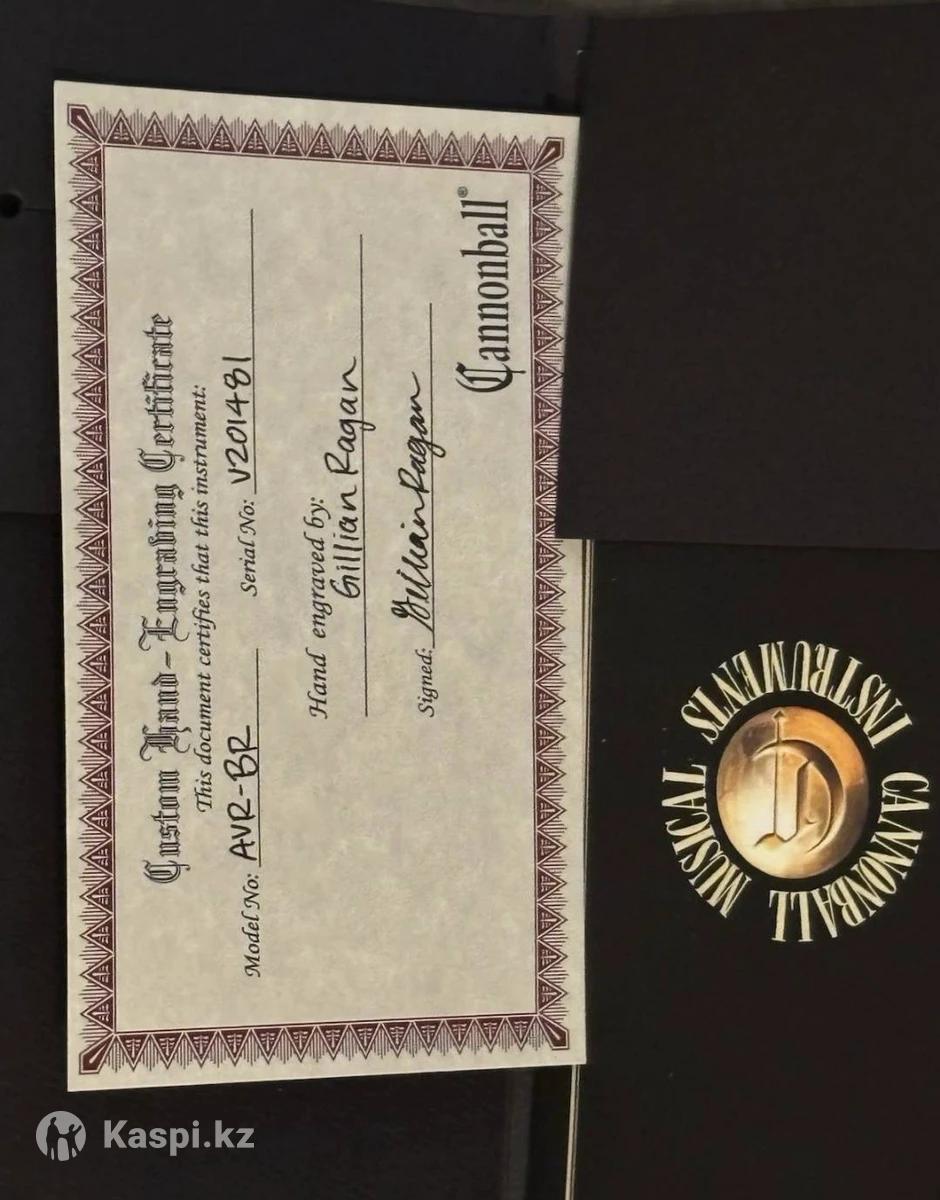 Custom Hand-Engraving Certificate
This document certifies that this instrument:
Model No: AVR-BR Serial No: V201481
Hand engraved by:
Gillian Ragan
Signed: Gillian Ragan
Cannonball®
CANNONBALL MUSICAL INSTRUMENTS
Kaspi.kz